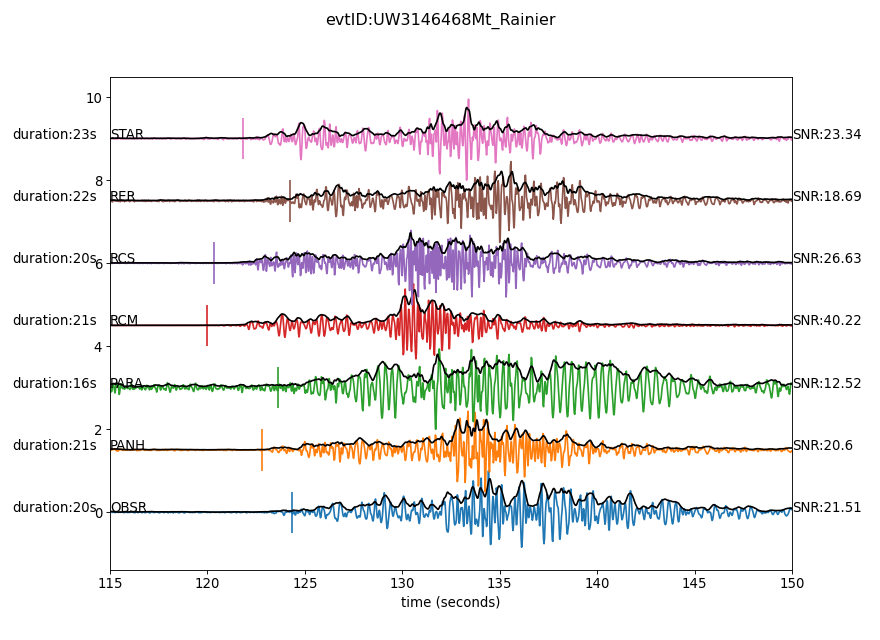 evtID:UW3146468Mt_Rainier
10
duration:23s STAR SNR:23.34
8
duration:22s RER SNR:18.69
duration:20s RCS SNR:26.63
6
duration:21s RCM SNR:40.22
4
duration:16s PARA SNR:12.52
2
duration:21s PANH SNR:20.6
duration:20s OBSR SNR:21.51
0
115 120 125 130 135 140 145 150
time (seconds)